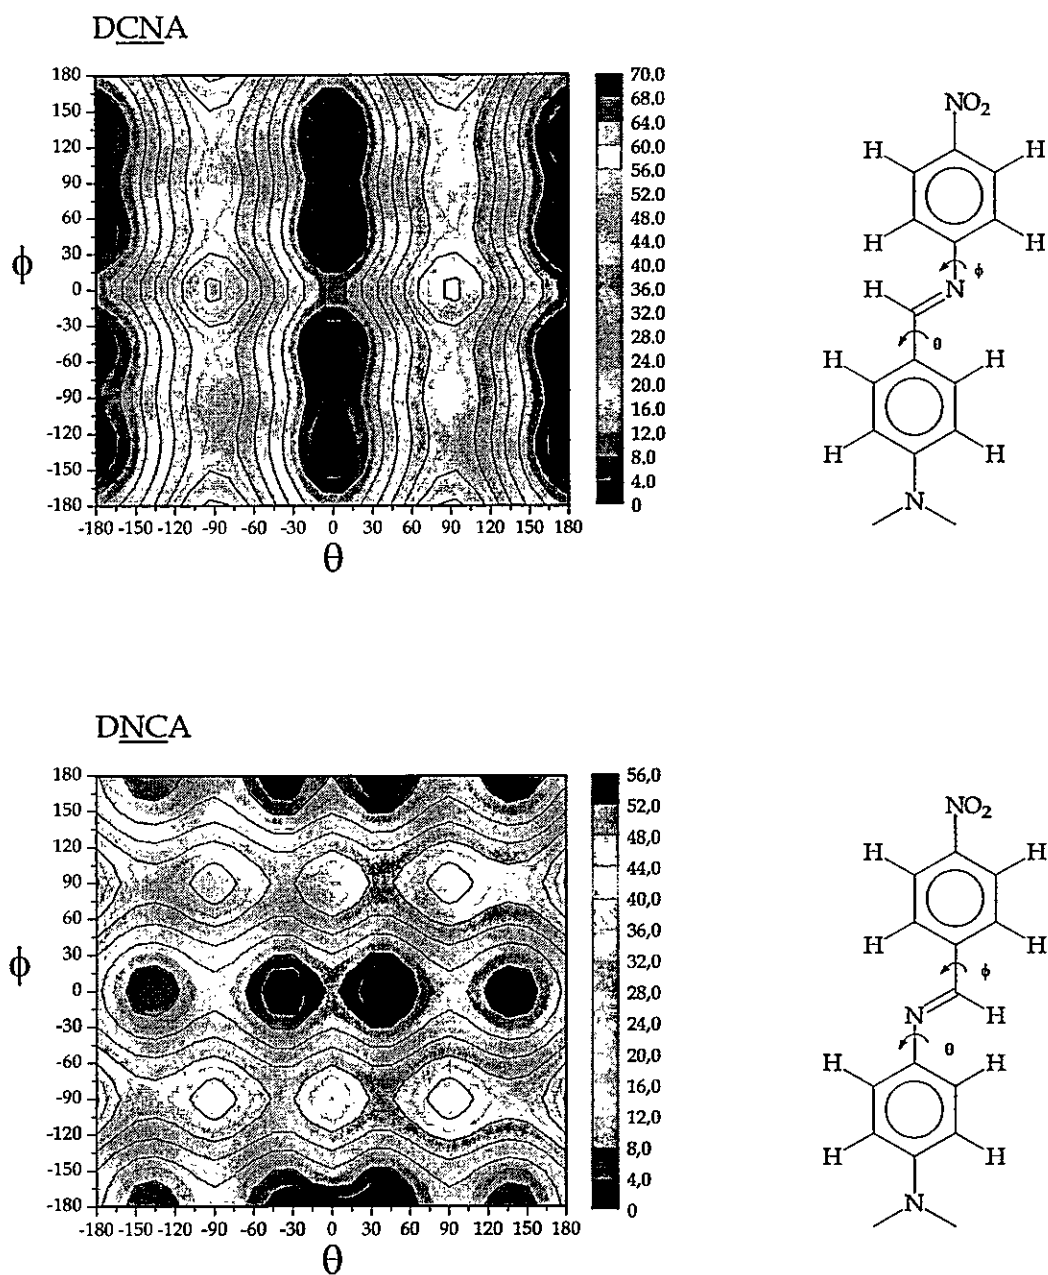 DCNA
180
150
120
90
60
30
0
-30
-60
-90
-120
-150
-180
ϕ
-180 -150 -120 -90 -60 -30 0 30 60 90 120 150 180
θ
70.0
68.0
64.0
60.0
56.0
52.0
48.0
44.0
40.0
36.0
32.0
28.0
24.0
20.0
16.0
12.0
8.0
4.0
0
NO2
H H
H H
ϕ
H N
θ
H H
H H
N
DNCA
180
150
120
90
60
30
0
-30
-60
-90
-120
-150
-180
ϕ
-180 -150 -120 -90 -60 -30 0 30 60 90 120 150 180
θ
56,0
52,0
48,0
44,0
40,0
36,0
32,0
28,0
24,0
20,0
16,0
12,0
8,0
4,0
0
NO2
H H
H H
ϕ
N H
θ
H H
H H
N